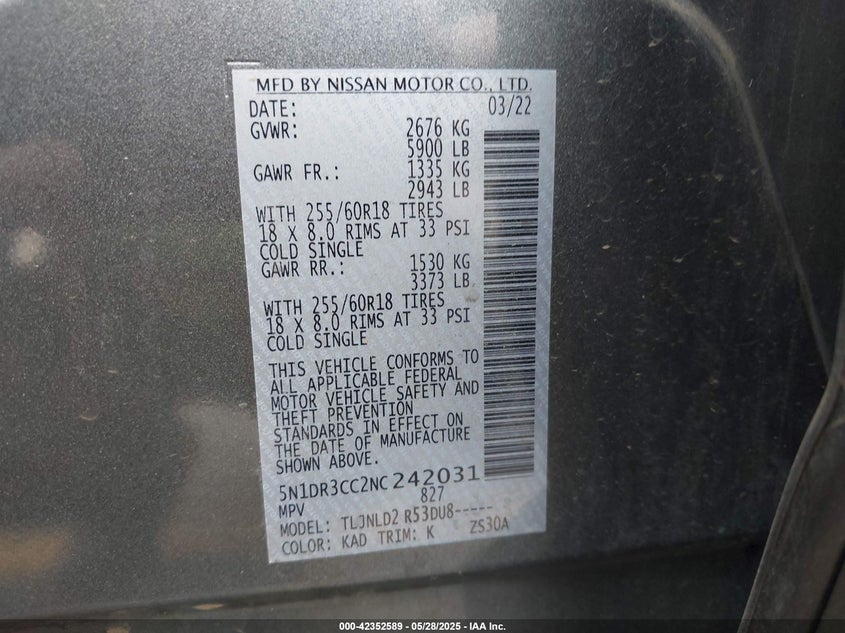 MFD BY NISSAN MOTOR CO., LTD.
DATE: 03/22
GVWR: 2676 KG
5900 LB
GAWR FR.: 1335 KG
2943 LB
WITH 255/60R18 TIRES
18 X 8.0 RIMS AT 33 PSI
COLD SINGLE
GAWR RR.: 1530 KG
3373 LB
WITH 255/60R18 TIRES
18 X 8.0 RIMS AT 33 PSI
COLD SINGLE
THIS VEHICLE CONFORMS TO
ALL APPLICABLE FEDERAL
MOTOR VEHICLE SAFETY AND
THEFT PREVENTION
STANDARDS IN EFFECT ON
THE DATE OF MANUFACTURE
SHOWN ABOVE.
5N1DR3CC2NC242031
MPV 827
MODEL: TLJNLD2 R53DU8-----
COLOR: KAD TRIM: K ZS30A
000-42352589 — 05/28/2025 - IAA Inc.